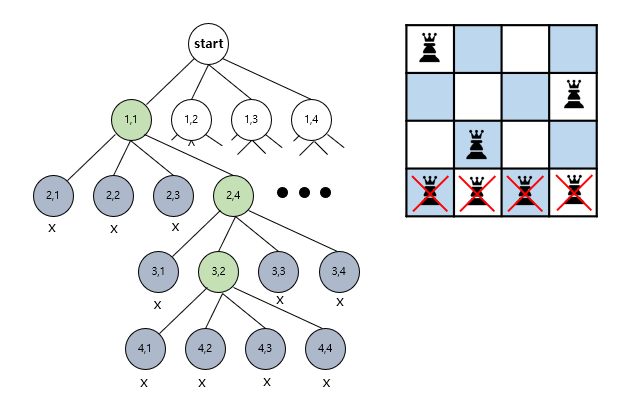 start
1,1 1,2 1,3 1,4
2,1 2,2 2,3 2,4
x x x
3,1 3,2 3,3 3,4
x x x
4,1 4,2 4,3 4,4
x x x x